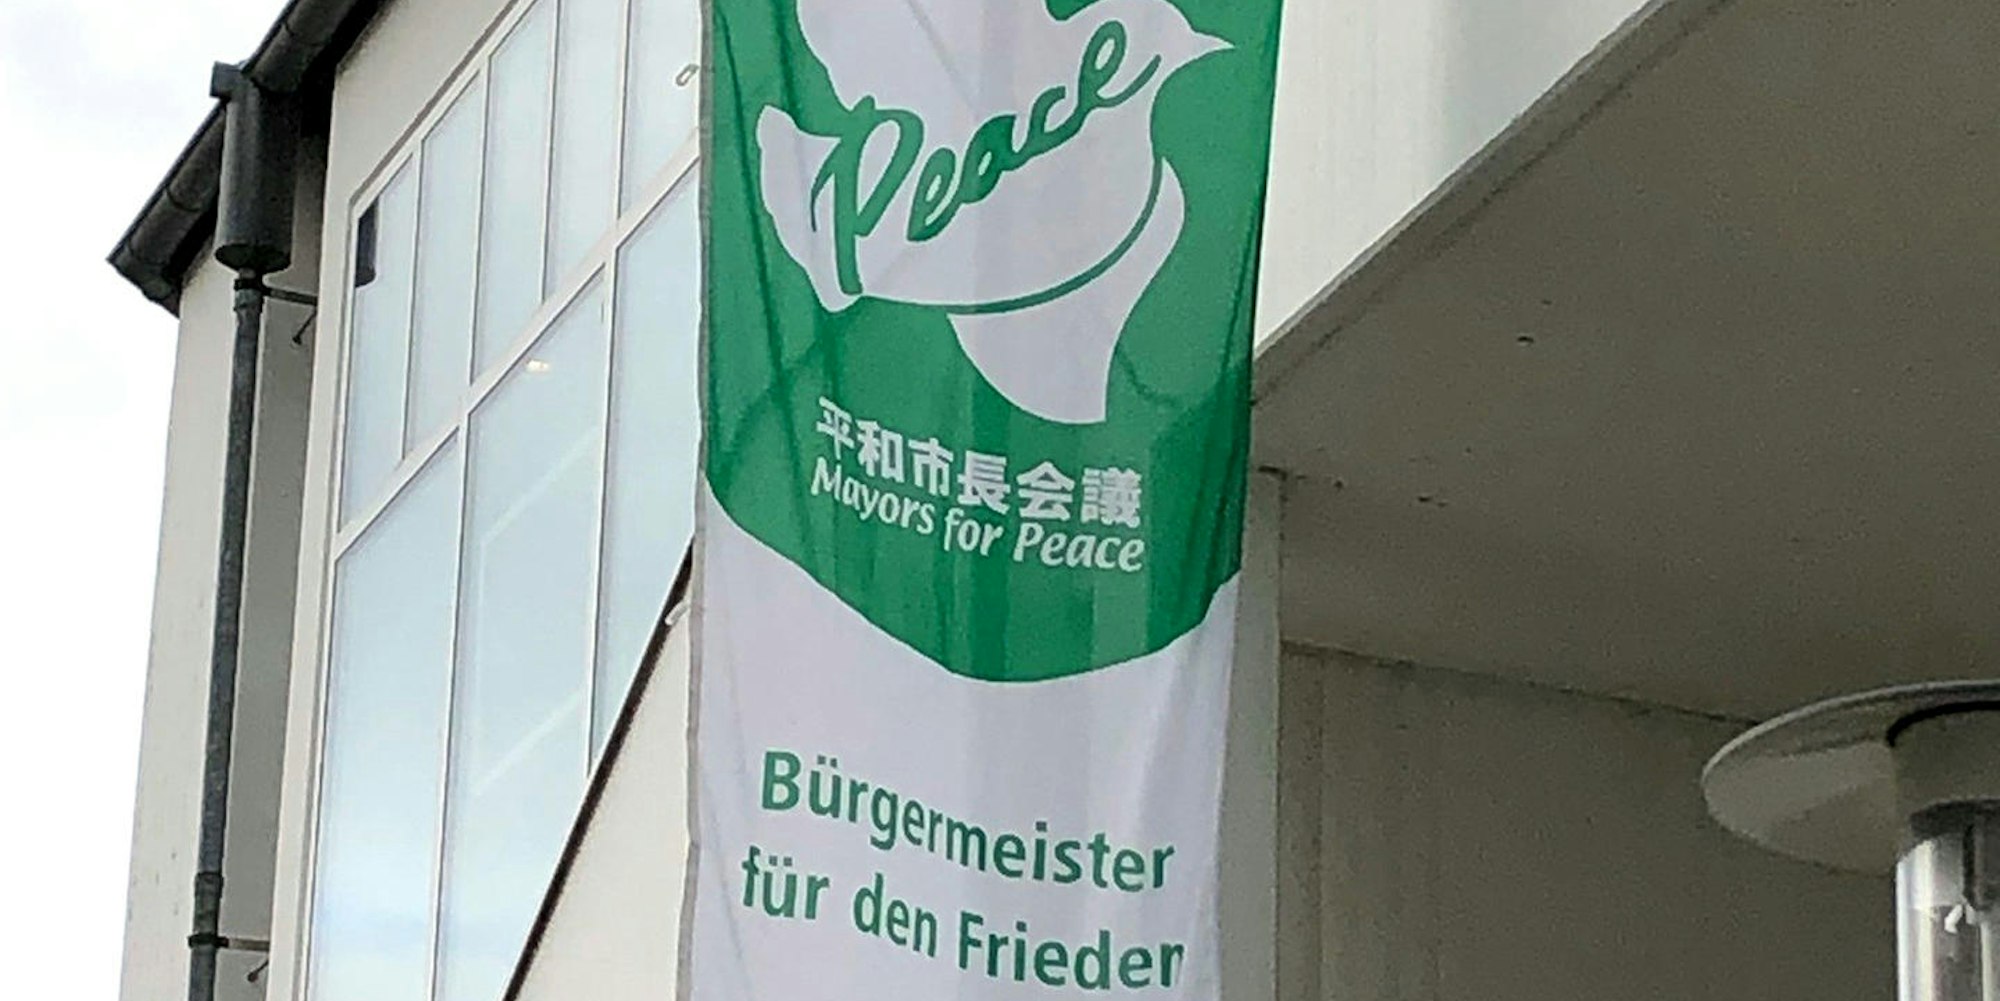 Peace
平和市長会議
Mayors for Peace
Bürgermeister
für den Frieden